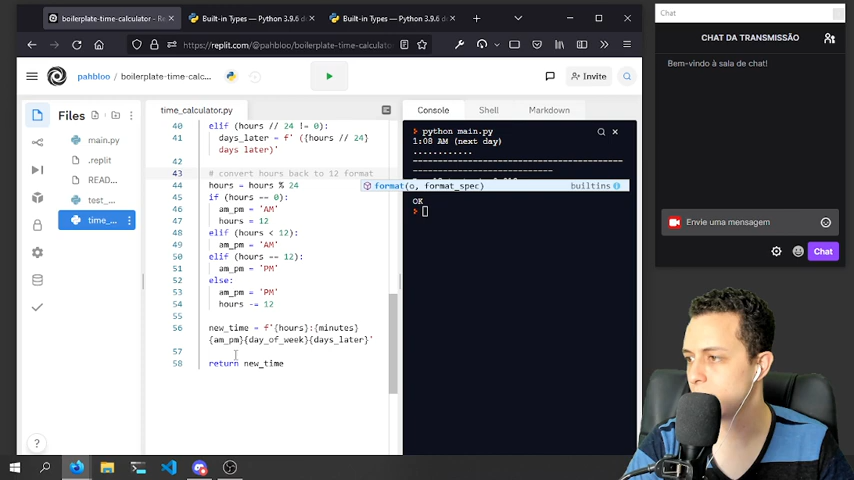 boilerplate-time-calculator - Re
Built-in Types — Python 3.9.6 d
Built-in Types — Python 3.9.6 d
https://replit.com/@pahbloo/boilerplate-time-calculator
pahbloo / boilerplate-time-calc...
Invite
Files
main.py
.replit
READ...
test_...
time_...
time_calculator.py
40 elif (hours // 24 != 0):
41 days_later = f' ({hours // 24}
days later)'
42
43 # convert hours back to 12 format
44 hours = hours % 24
45 if (hours == 0):
46 am_pm = 'AM'
47 hours = 12
48 elif (hours < 12):
49 am_pm = 'AM'
50 elif (hours == 12):
51 am_pm = 'PM'
52 else:
53 am_pm = 'PM'
54 hours -= 12
55
56 new_time = f'{hours}:{minutes}
{am_pm}{day_of_week}{days_later}'
57
58 return new_time
format(o, format_spec) builtins
Console
Shell
Markdown
python main.py
1:08 AM (next day)
............
----------------------------------------------------------------------
OK
Chat
CHAT DA TRANSMISSÃO
Bem-vindo à sala de chat!
Envie uma mensagem
Chat
?